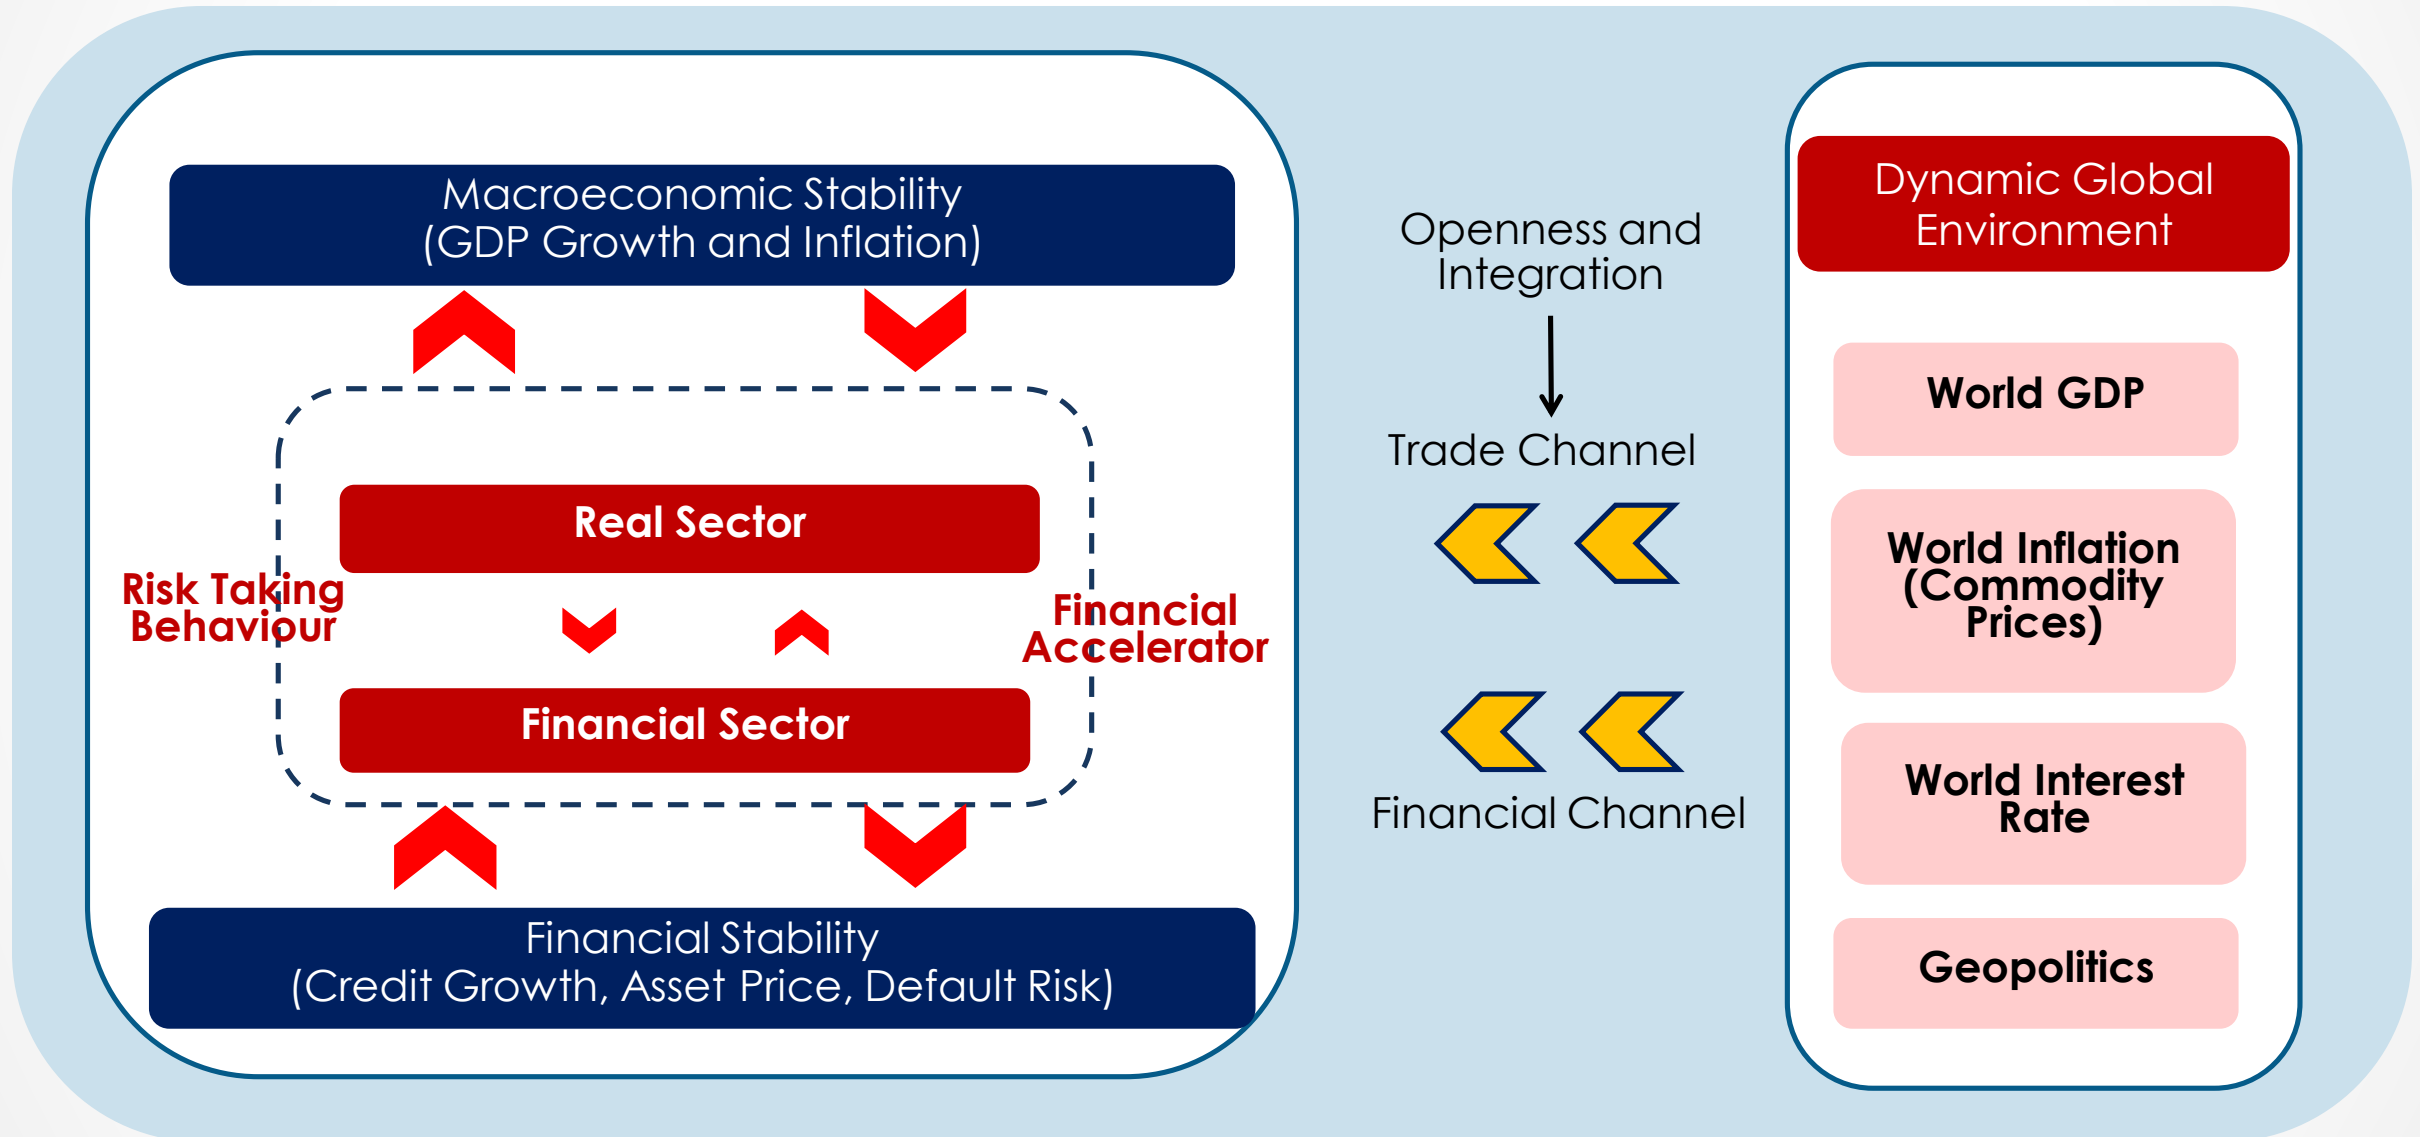 Macroeconomic Stability
(GDP Growth and Inflation)
Real Sector
Risk Taking
Behaviour
Financial
Accelerator
Financial Sector
Financial Stability
(Credit Growth, Asset Price, Default Risk)
Openness and
Integration
Trade Channel
Financial Channel
Dynamic Global
Environment
World GDP
World Inflation
(Commodity
Prices)
World Interest
Rate
Geopolitics